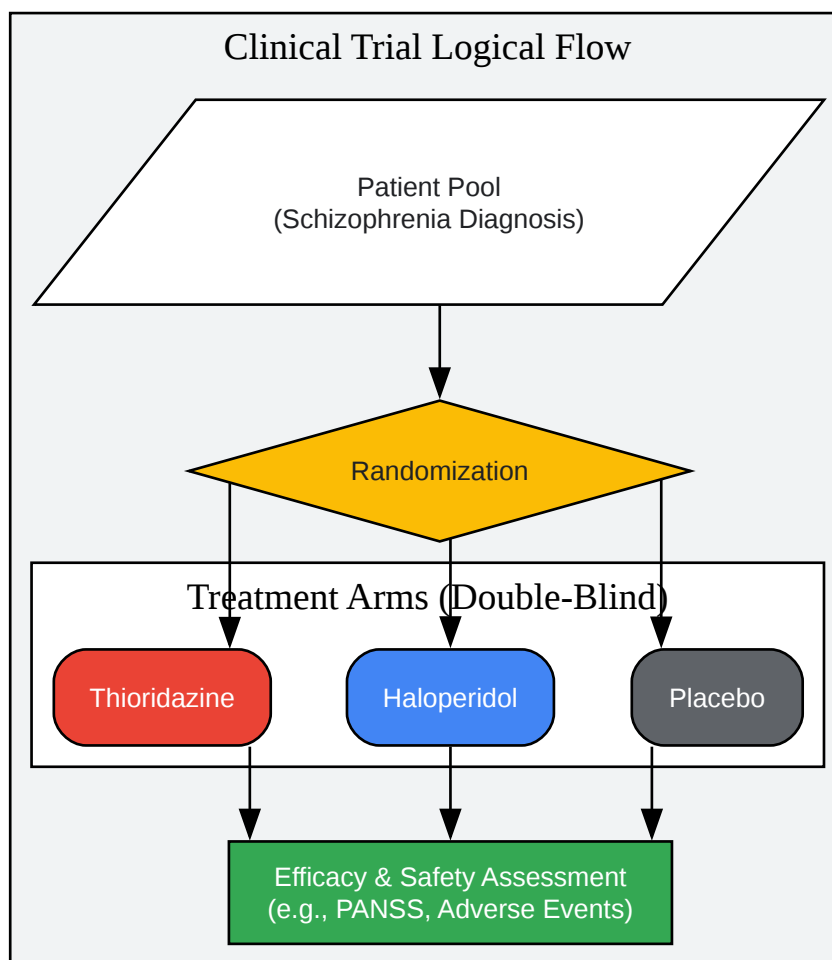 Clinical Trial Logical Flow
Patient Pool
(Schizophrenia Diagnosis)
Randomization
Treatment Arms (Double-Blind)
Thioridazine
Haloperidol
Placebo
Efficacy & Safety Assessment
(e.g., PANSS, Adverse Events)